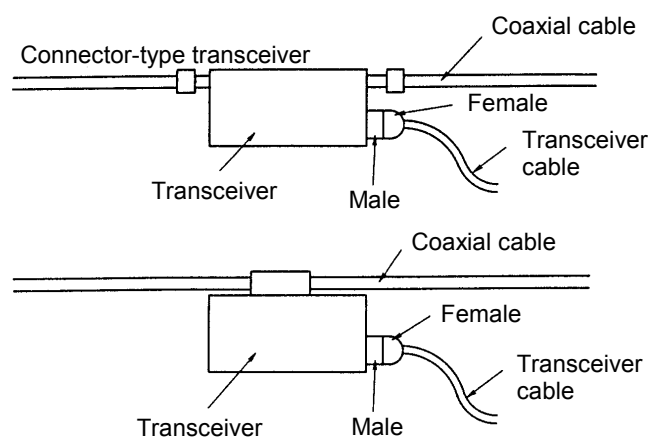 Coaxial cable
Connector-type transceiver
Female
Transceiver
cable
Transceiver
Male
Coaxial cable
Female
Transceiver
cable
Transceiver
Male